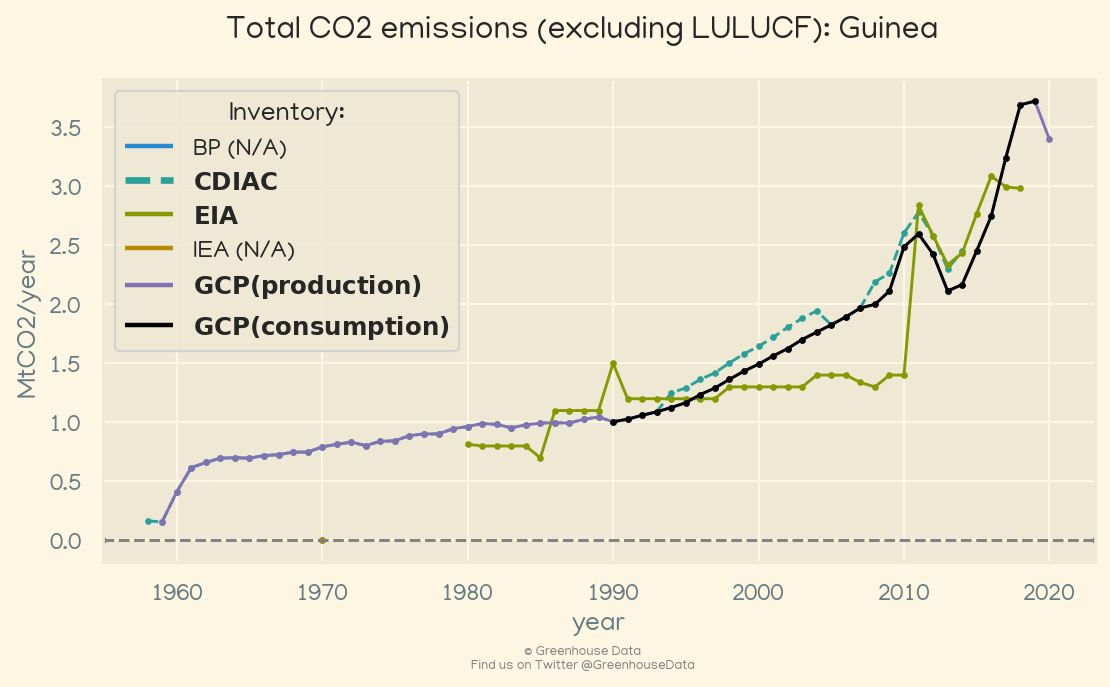 Total CO2 emissions (excluding LULUCF): Guinea
Inventory:
BP (N/A)
CDIAC
EIA
IEA (N/A)
GCP(production)
GCP(consumption)
MtCO2/year
3.5
3.0
2.5
2.0
1.5
1.0
0.5
0.0
1960 1970 1980 1990 2000 2010 2020
year
© Greenhouse Data
Find us on Twitter @GreenhouseData